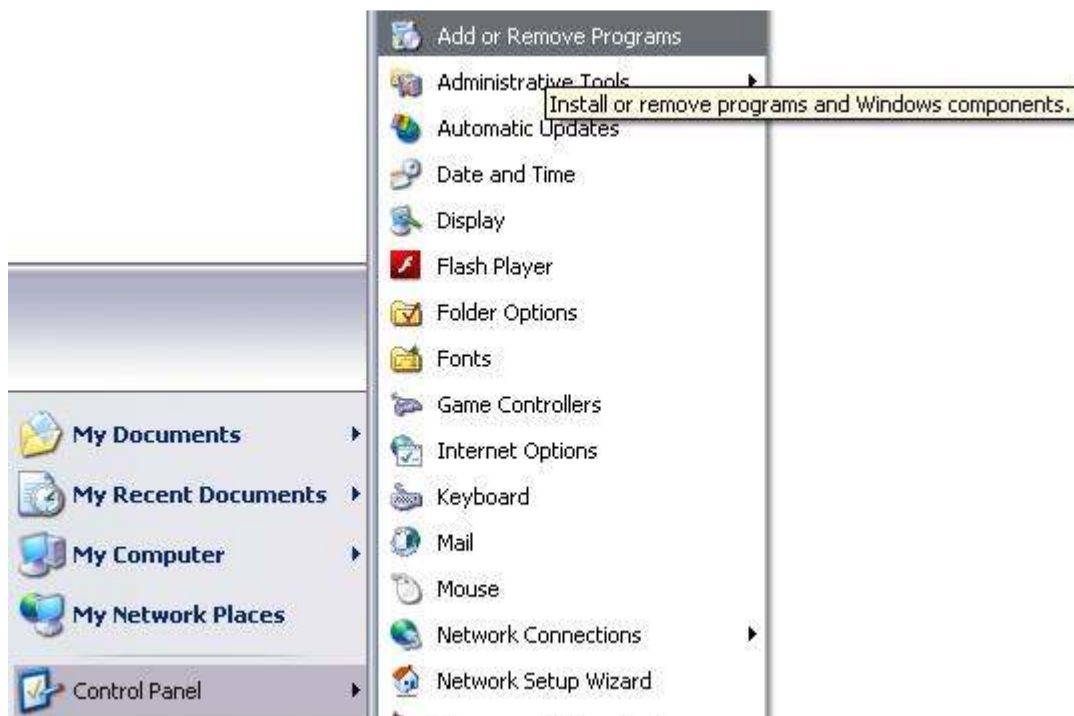 Add or Remove Programs
Administrative Tools
Install or remove programs and Windows components.
Automatic Updates
Date and Time
Display
Flash Player
Folder Options
Fonts
Game Controllers
Internet Options
Keyboard
Mail
Mouse
Network Connections
Network Setup Wizard
My Documents
My Recent Documents
My Computer
My Network Places
Control Panel